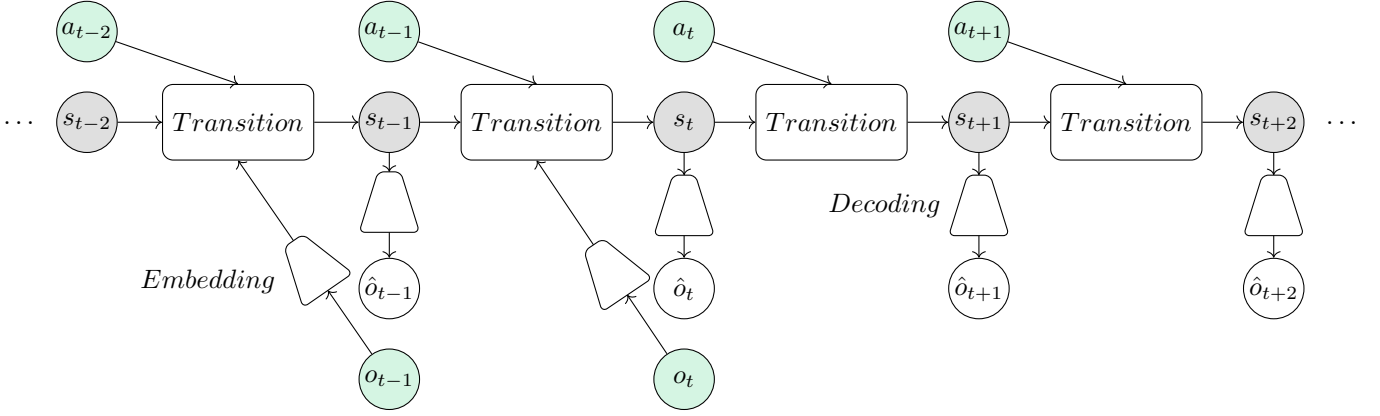 a_{t-2} a_{t-1} a_t a_{t+1}
··· s_{t-2} Transition s_{t-1} Transition s_t Transition s_{t+1} Transition s_{t+2} ···
Decoding
Embedding ô_{t-1} ô_t ô_{t+1} ô_{t+2}
o_{t-1} o_t